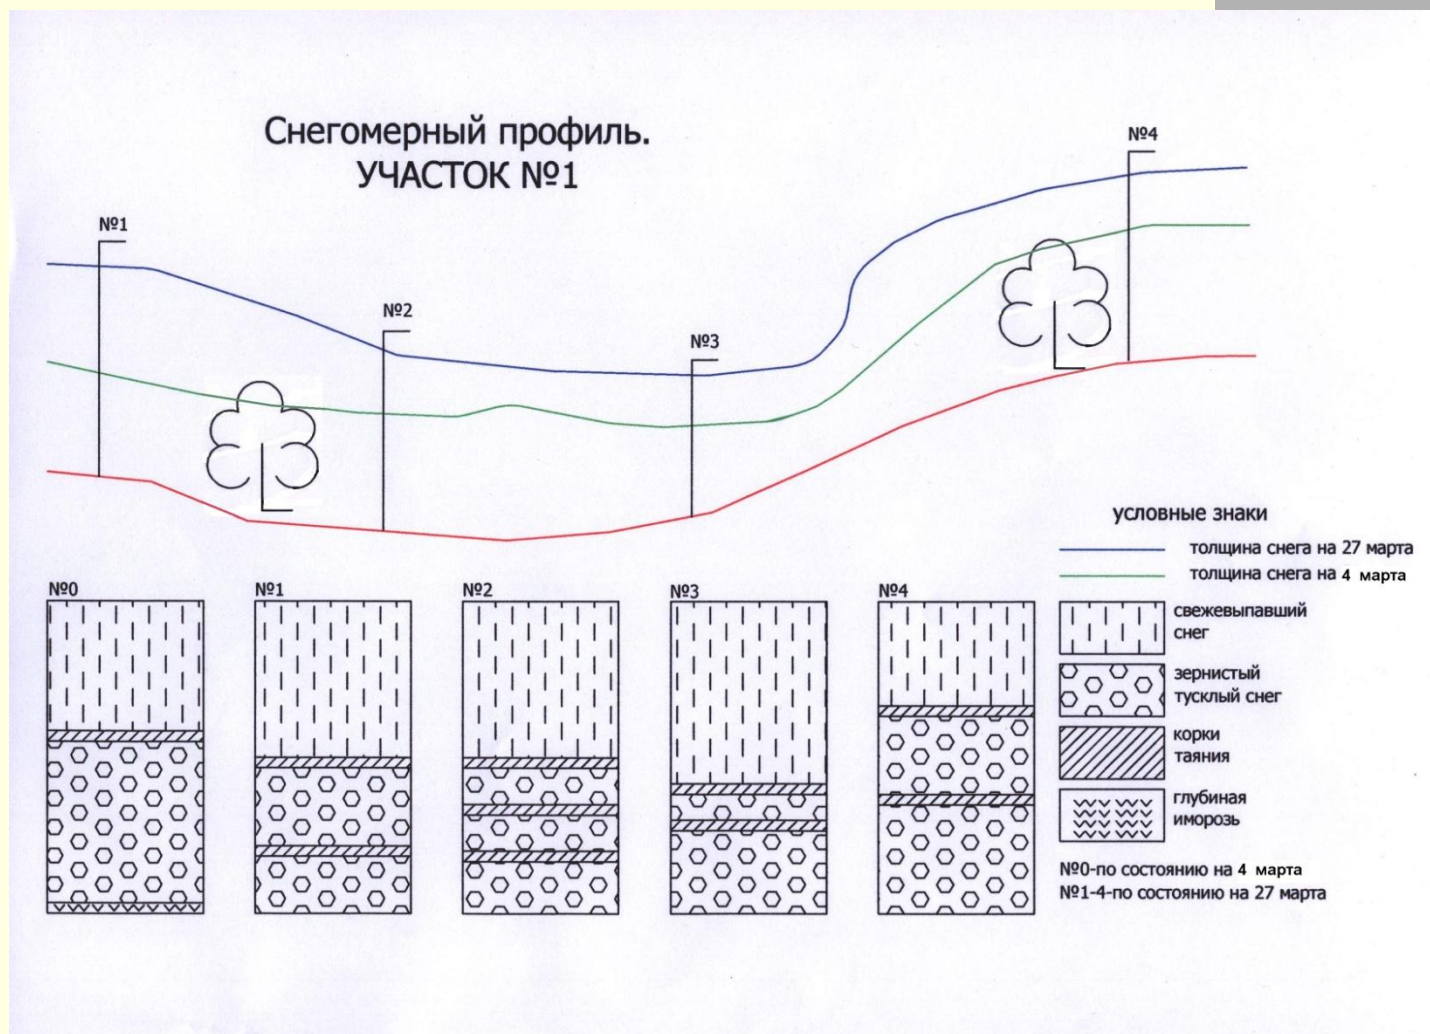 Снегомерный профиль.
УЧАСТОК №1
№1
№2
№3
№4
условные знаки
толщина снега на 27 марта
толщина снега на 4 марта
№0
№1
№2
№3
№4
свежевыпавший
снег
зернистый
тусклый снег
корки
таяния
глубиная
иморозь
№0-по состоянию на 4 марта
№1-4-по состоянию на 27 марта